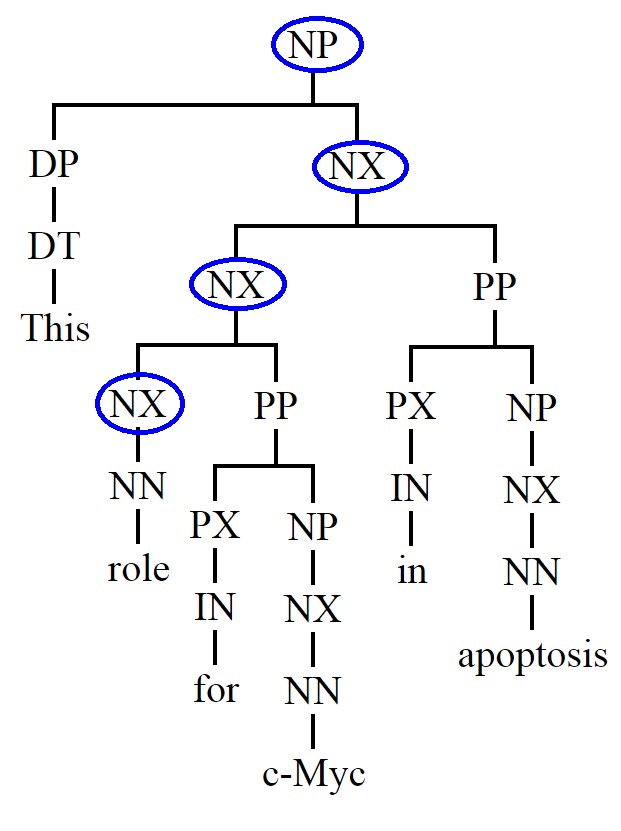 NP
DP NX
DT
This
NX PP
NX PP PX NP
NN IN NX
role PX NP in NN
IN NX apoptosis
for NN
c-Myc